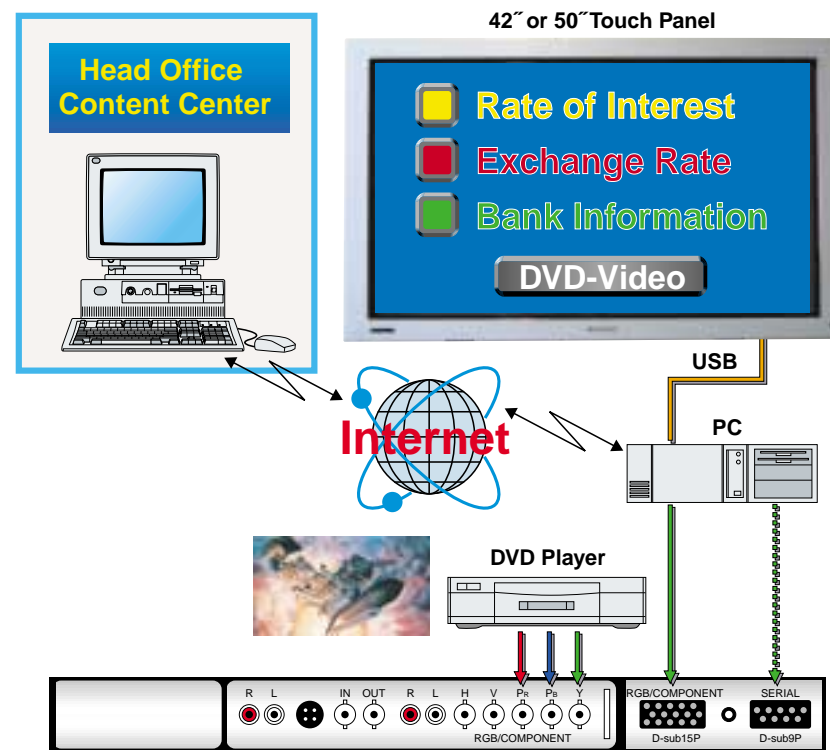 42″ or 50″ Touch Panel
Head Office
Content Center
Rate of Interest
Exchange Rate
Bank Information
DVD-Video
USB
PC
Internet
DVD Player
R L IN OUT R L H V PR PB Y
RGB/COMPONENT
RGB/COMPONENT SERIAL
D-sub15P D-sub9P